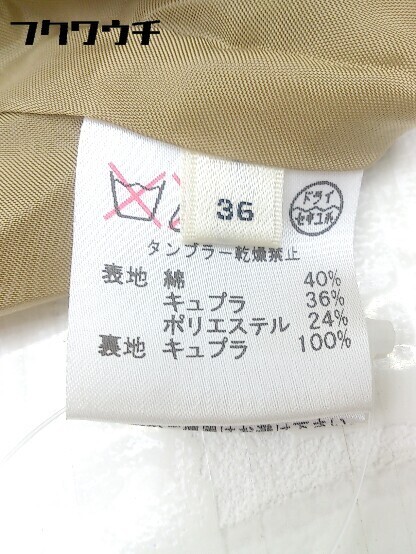 フクワウチ
36
ドライ
セキユ系
タンブラー乾燥禁止
表地 綿 40%
キュプラ 36%
ポリエステル 24%
裏地 キュプラ 100%